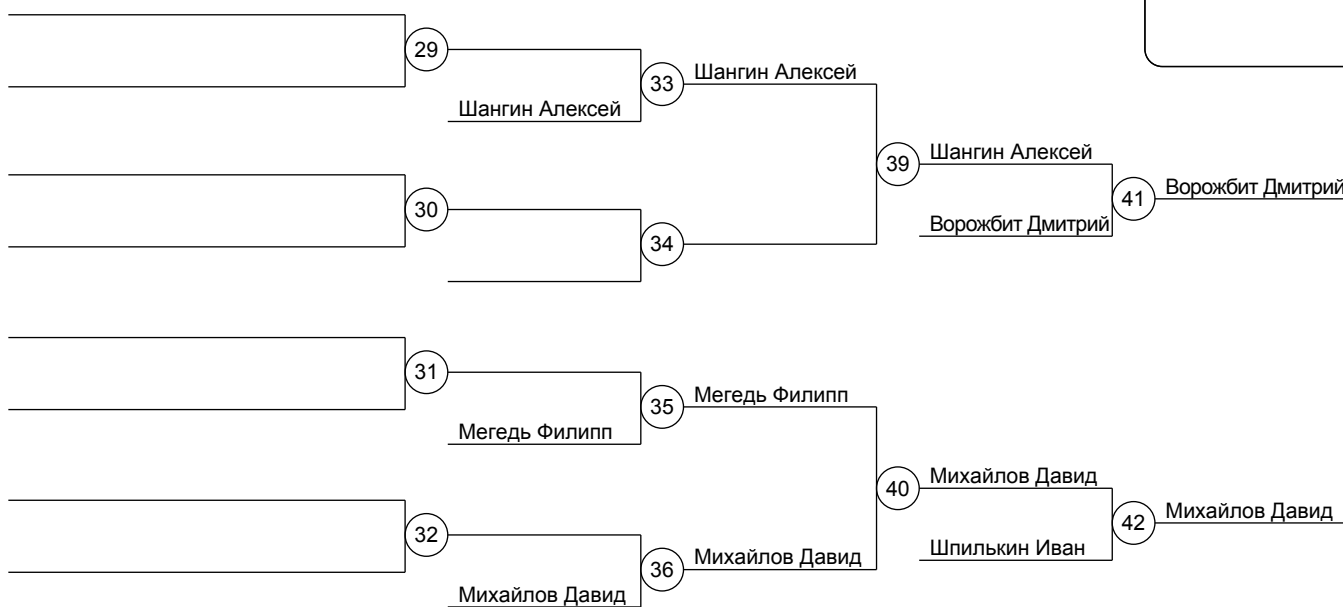 29
33
Шангин Алексей
Шангин Алексей
39
Шангин Алексей
30
34
41
Ворожбит Дмитрий
Ворожбит Дмитрий
31
35
Мегедь Филипп
Мегедь Филипп
40
Михайлов Давид
32
36
Михайлов Давид
42
Михайлов Давид
Шпилькин Иван
Михайлов Давид